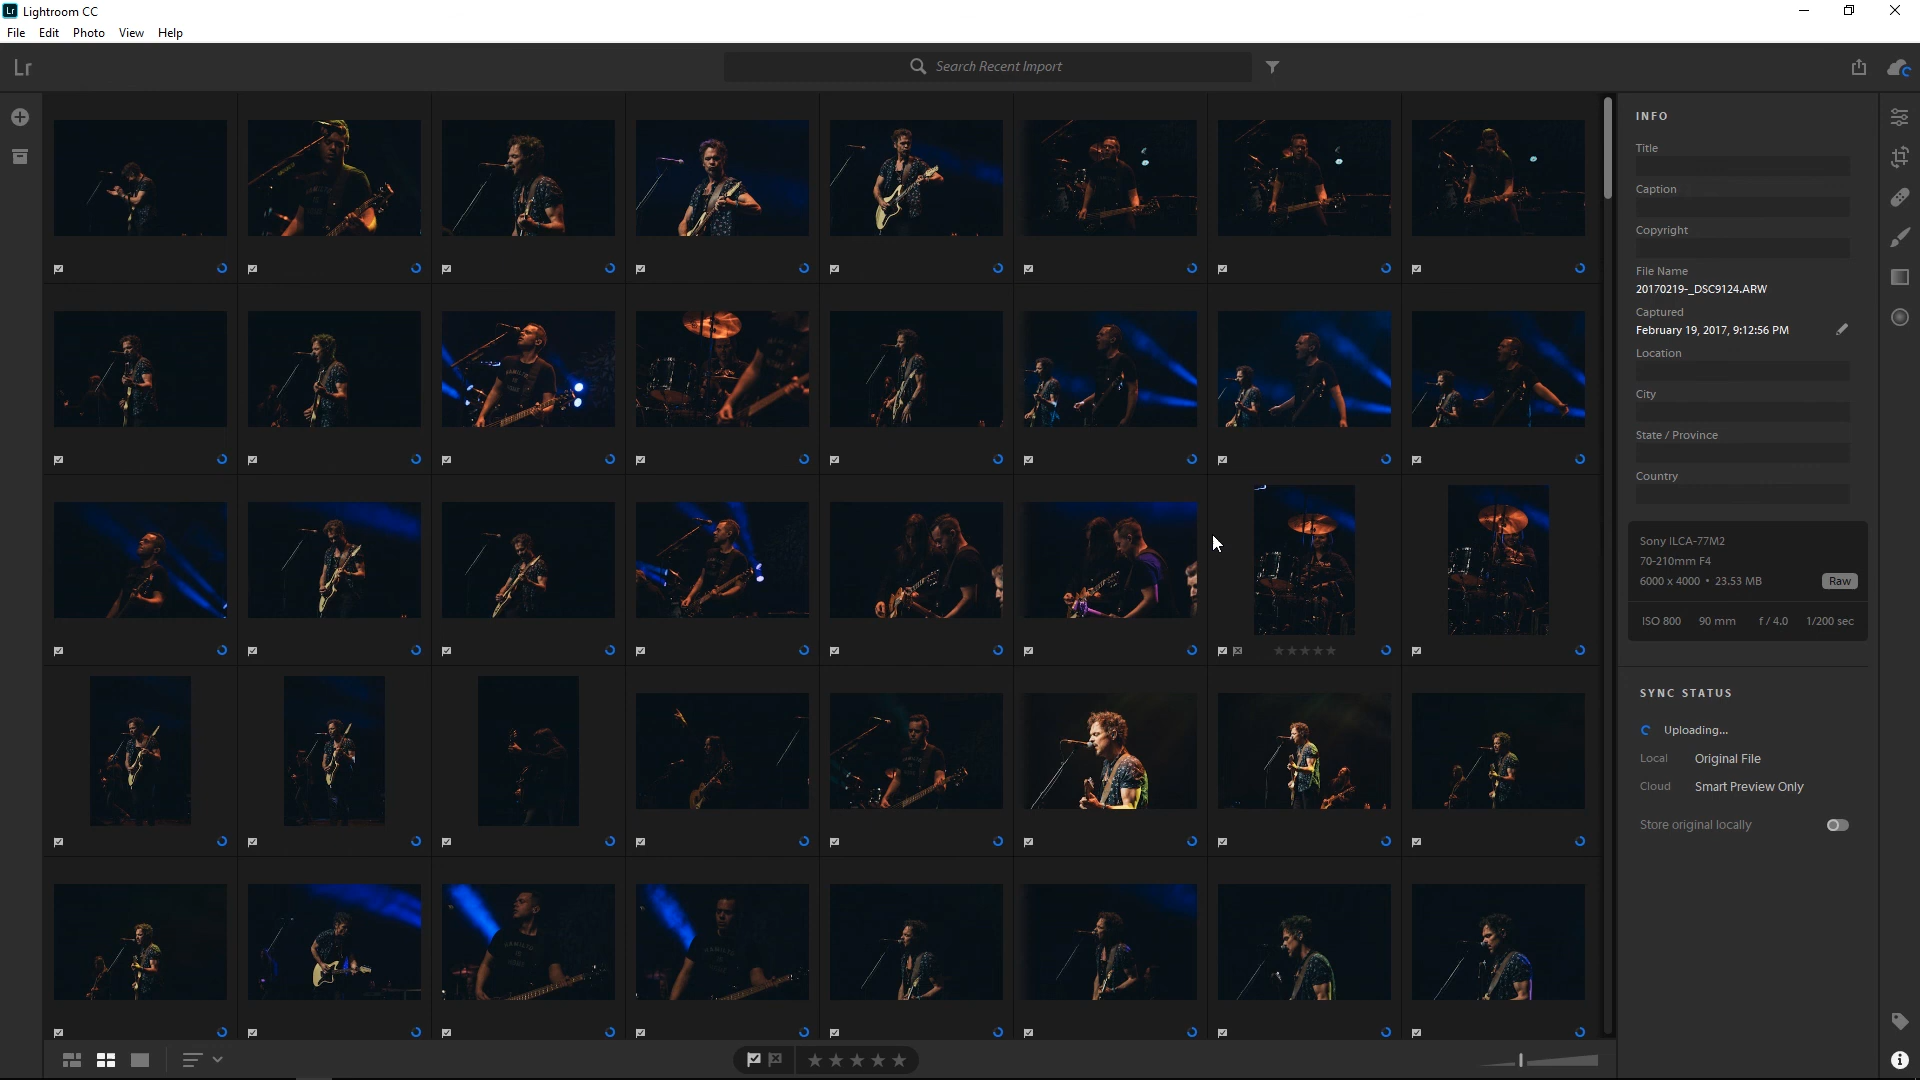 Lr Lightroom CC
File Edit Photo View Help
Lr
Search Recent Import
INFO
Title
Caption
Copyright
File Name
20170219-_DSC9124.ARW
Captured
February 19, 2017, 9:12:56 PM
Location
City
State / Province
Country
Sony ILCA-77M2
70-210mm F4
6000 x 4000 • 23.53 MB Raw
ISO 800 90 mm f / 4.0 1/200 sec
SYNC STATUS
Uploading...
Local Original File
Cloud Smart Preview Only
Store original locally